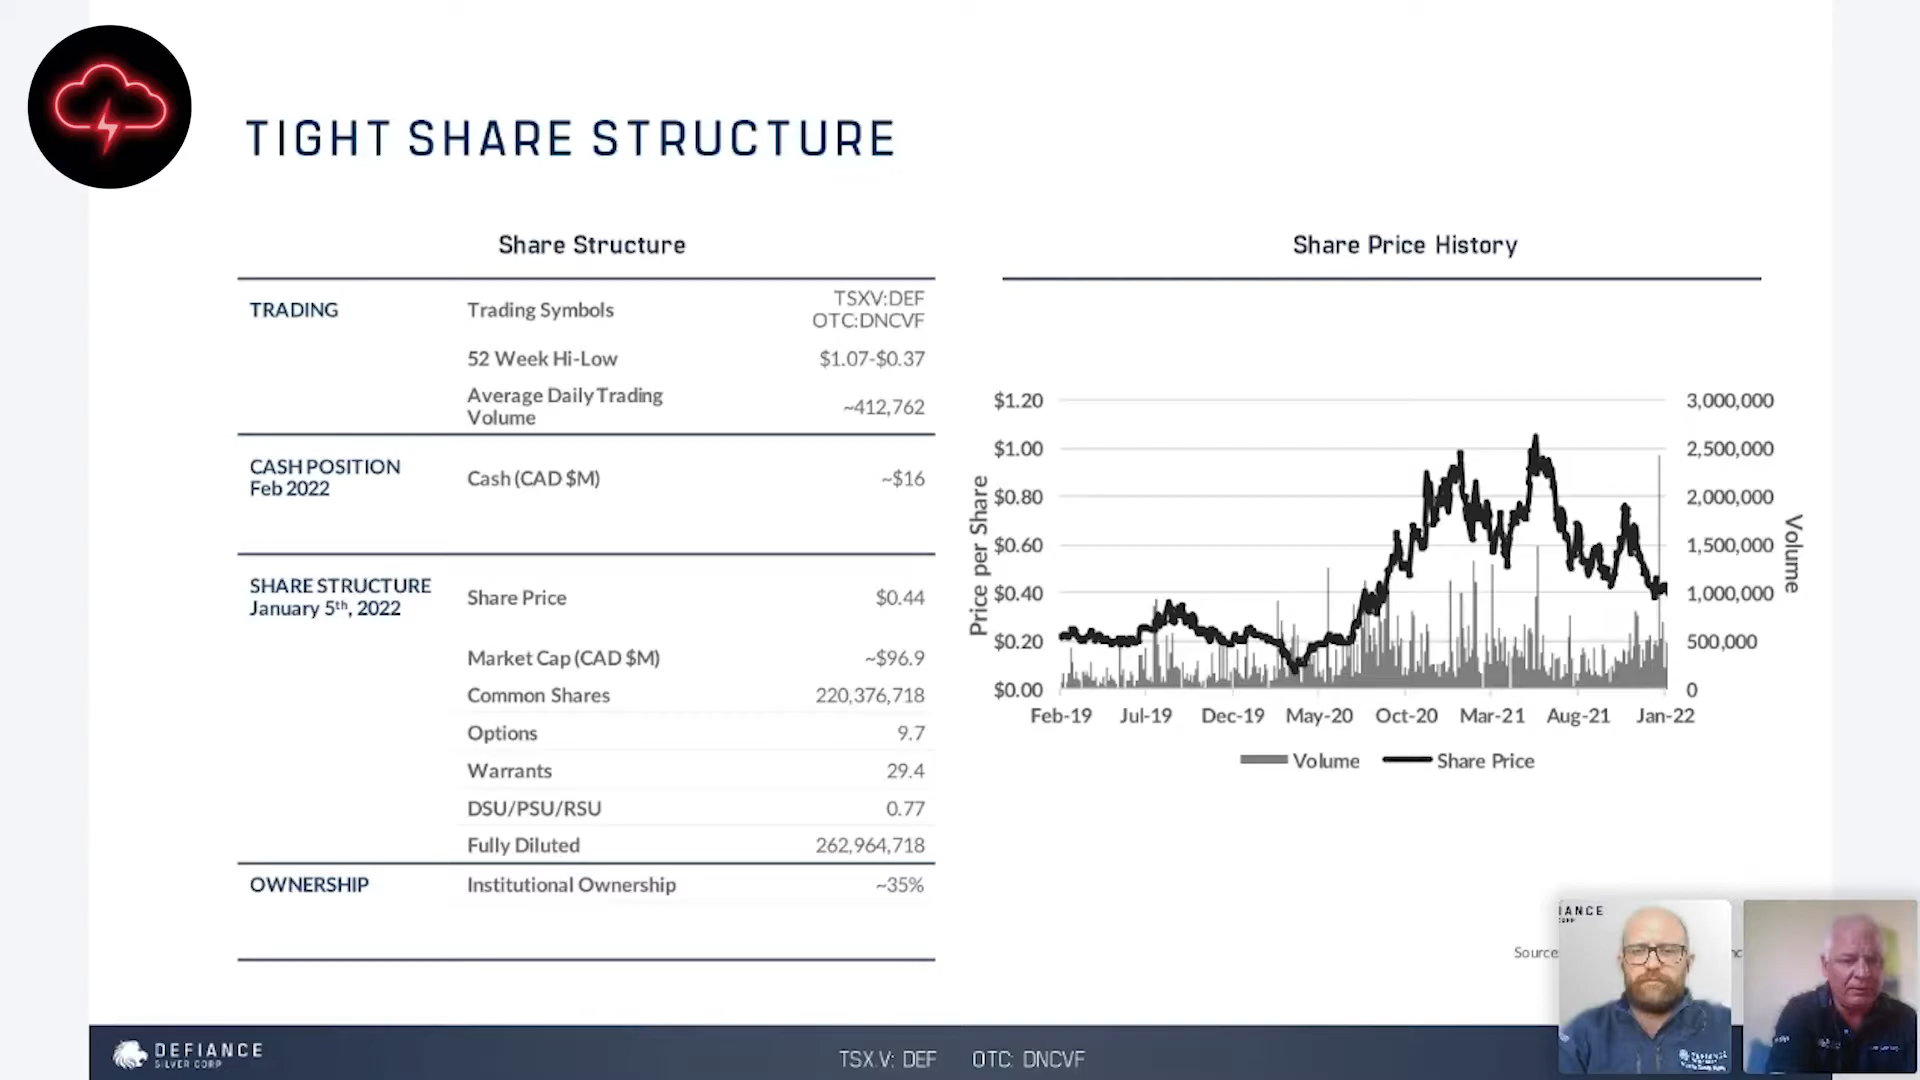 TIGHT SHARE STRUCTURE
Share Structure
TRADING
Trading Symbols
TSXV:DEF
OTC:DNCVF
52 Week Hi-Low
$1.07-$0.37
Average Daily Trading
Volume
~412,762
CASH POSITION
Feb 2022
Cash (CAD $M)
~$16
SHARE STRUCTURE
January 5th, 2022
Share Price
$0.44
Market Cap (CAD $M)
~$96.9
Common Shares
220,376,718
Options
9.7
Warrants
29.4
DSU/PSU/RSU
0.77
Fully Diluted
262,964,718
OWNERSHIP
Institutional Ownership
~35%
Share Price History
Price per Share
$1.20
$1.00
$0.80
$0.60
$0.40
$0.20
$0.00
3,000,000
2,500,000
2,000,000
1,500,000
1,000,000
500,000
0
Volume
Feb-19 Jul-19 Dec-19 May-20 Oct-20 Mar-21 Aug-21 Jan-22
Volume Share Price
Source
IANCE
CORP
DEFIANCE
DEFIANCE
SILVER CORP
TSX.V: DEF OTC: DNCVF